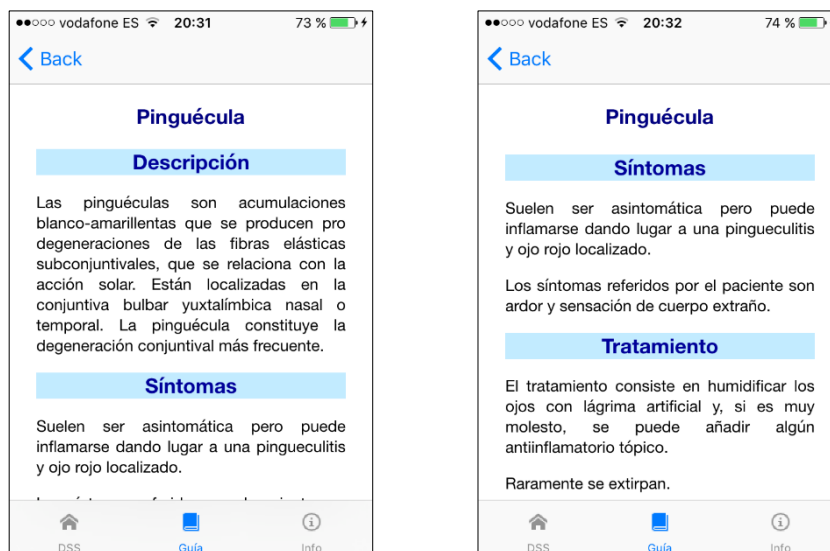 vodafone ES 20:31 73 %
Back
Pinguécula
Descripción
Las pinguéculas son acumulaciones
blanco-amarillentas que se producen pro
degeneraciones de las fibras elásticas
subconjuntivales, que se relaciona con la
acción solar. Están localizadas en la
conjuntiva bulbar yuxtalímbica nasal o
temporal. La pinguécula constituye la
degeneración conjuntival más frecuente.
Síntomas
Suelen ser asintomática pero puede
inflamarse dando lugar a una pingueculitis
y ojo rojo localizado.
DSS Guía Info
vodafone ES 20:32 74 %
Back
Pinguécula
Síntomas
Suelen ser asintomática pero puede
inflamarse dando lugar a una pingueculitis
y ojo rojo localizado.
Los síntomas referidos por el paciente son
ardor y sensación de cuerpo extraño.
Tratamiento
El tratamiento consiste en humidificar los
ojos con lágrima artificial y, si es muy
molesto, se puede añadir algún
antiinflamatorio tópico.
Raramente se extirpan.
DSS Guía Info